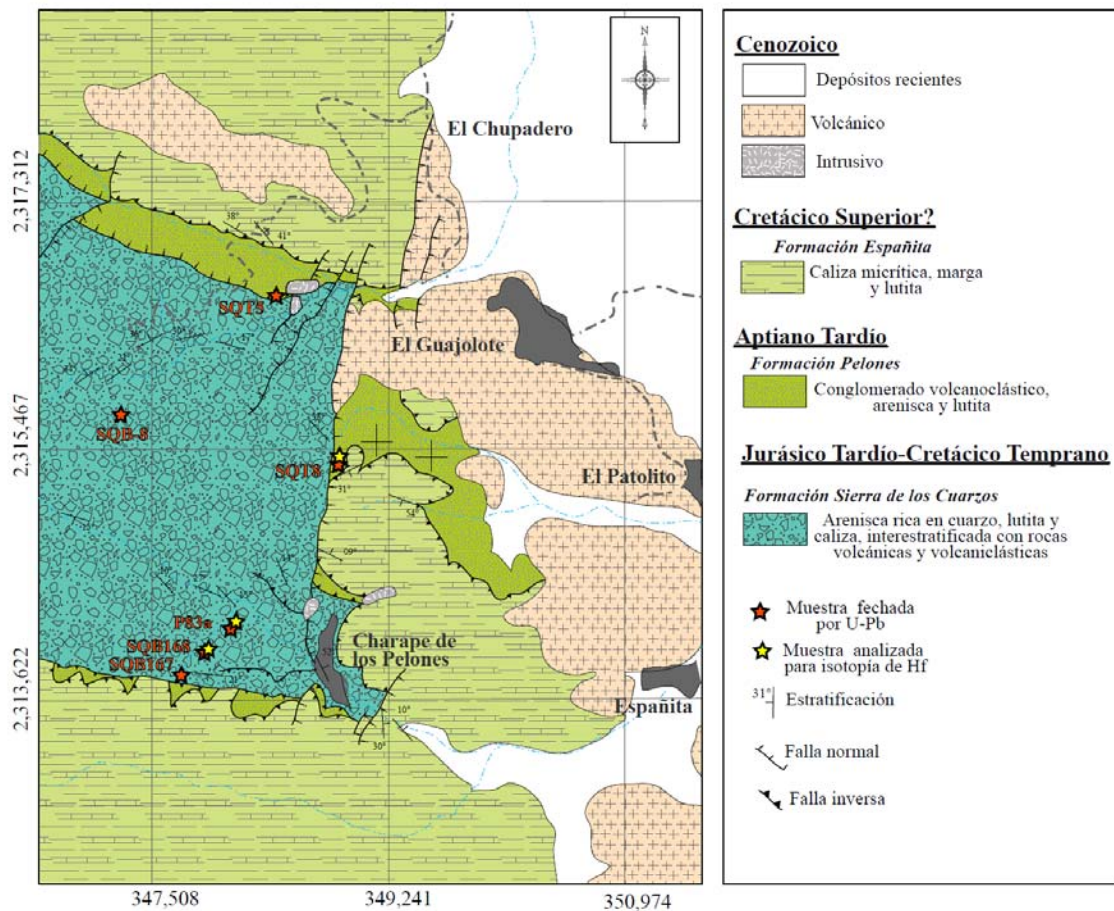 N
El Chupadero
2,317,312
38°
41°
SQT5
El Guajolote
SQB-8
2,315,467
SQT8
31°
El Patolito
54°
09°
P83a
SQB168
SQB167
Charape de
los Pelones
52°
Españita
2,313,622
10°
30°
347,508
349,241
350,974
Cenozoico
Depósitos recientes
Volcánico
Intrusivo
Cretácico Superior?
Formación Españita
Caliza micrítica, marga
y lutita
Aptiano Tardío
Formación Pelones
Conglomerado volcanoclástico,
arenisca y lutita
Jurásico Tardío-Cretácico Temprano
Formación Sierra de los Cuarzos
Arenisca rica en cuarzo, lutita y
caliza, interestratificada con rocas
volcánicas y volcaniclásticas
Muestra fechada
por U-Pb
Muestra analizada
para isotopía de Hf
31°
Estratificación
Falla normal
Falla inversa